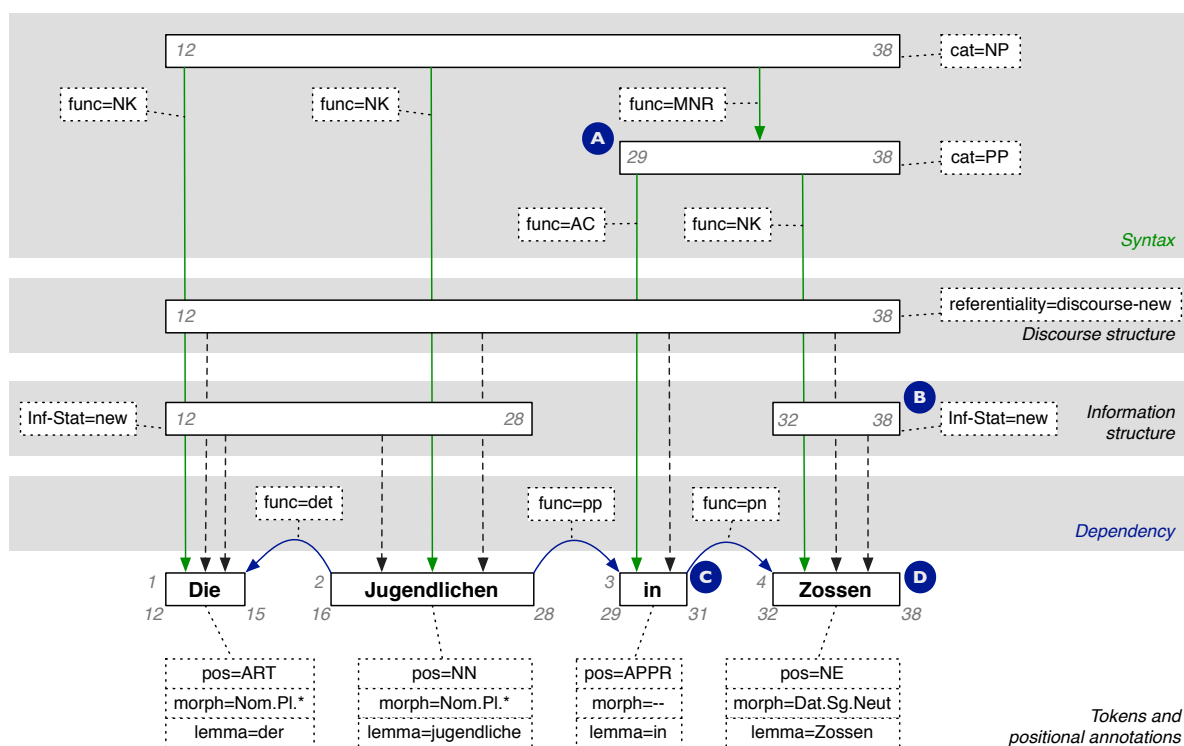 12 38
cat=NP
func=NK func=NK func=MNR
A
29 38
cat=PP
func=AC func=NK
Syntax
12 38
referentiality=discourse-new
Discourse structure
B
Inf-Stat=new 12 28 32 38 Inf-Stat=new
Information
structure
func=det func=pp func=pn
Dependency
1 Die 2 Jugendlichen 3 in C 4 Zossen D
12 15 16 28 29 31 32 38
pos=ART pos=NN pos=APPR pos=NE
morph=Nom.Pl.* morph=Nom.Pl.* morph=-- morph=Dat.Sg.Neut
lemma=der lemma=jugendliche lemma=in lemma=Zossen
Tokens and
positional annotations